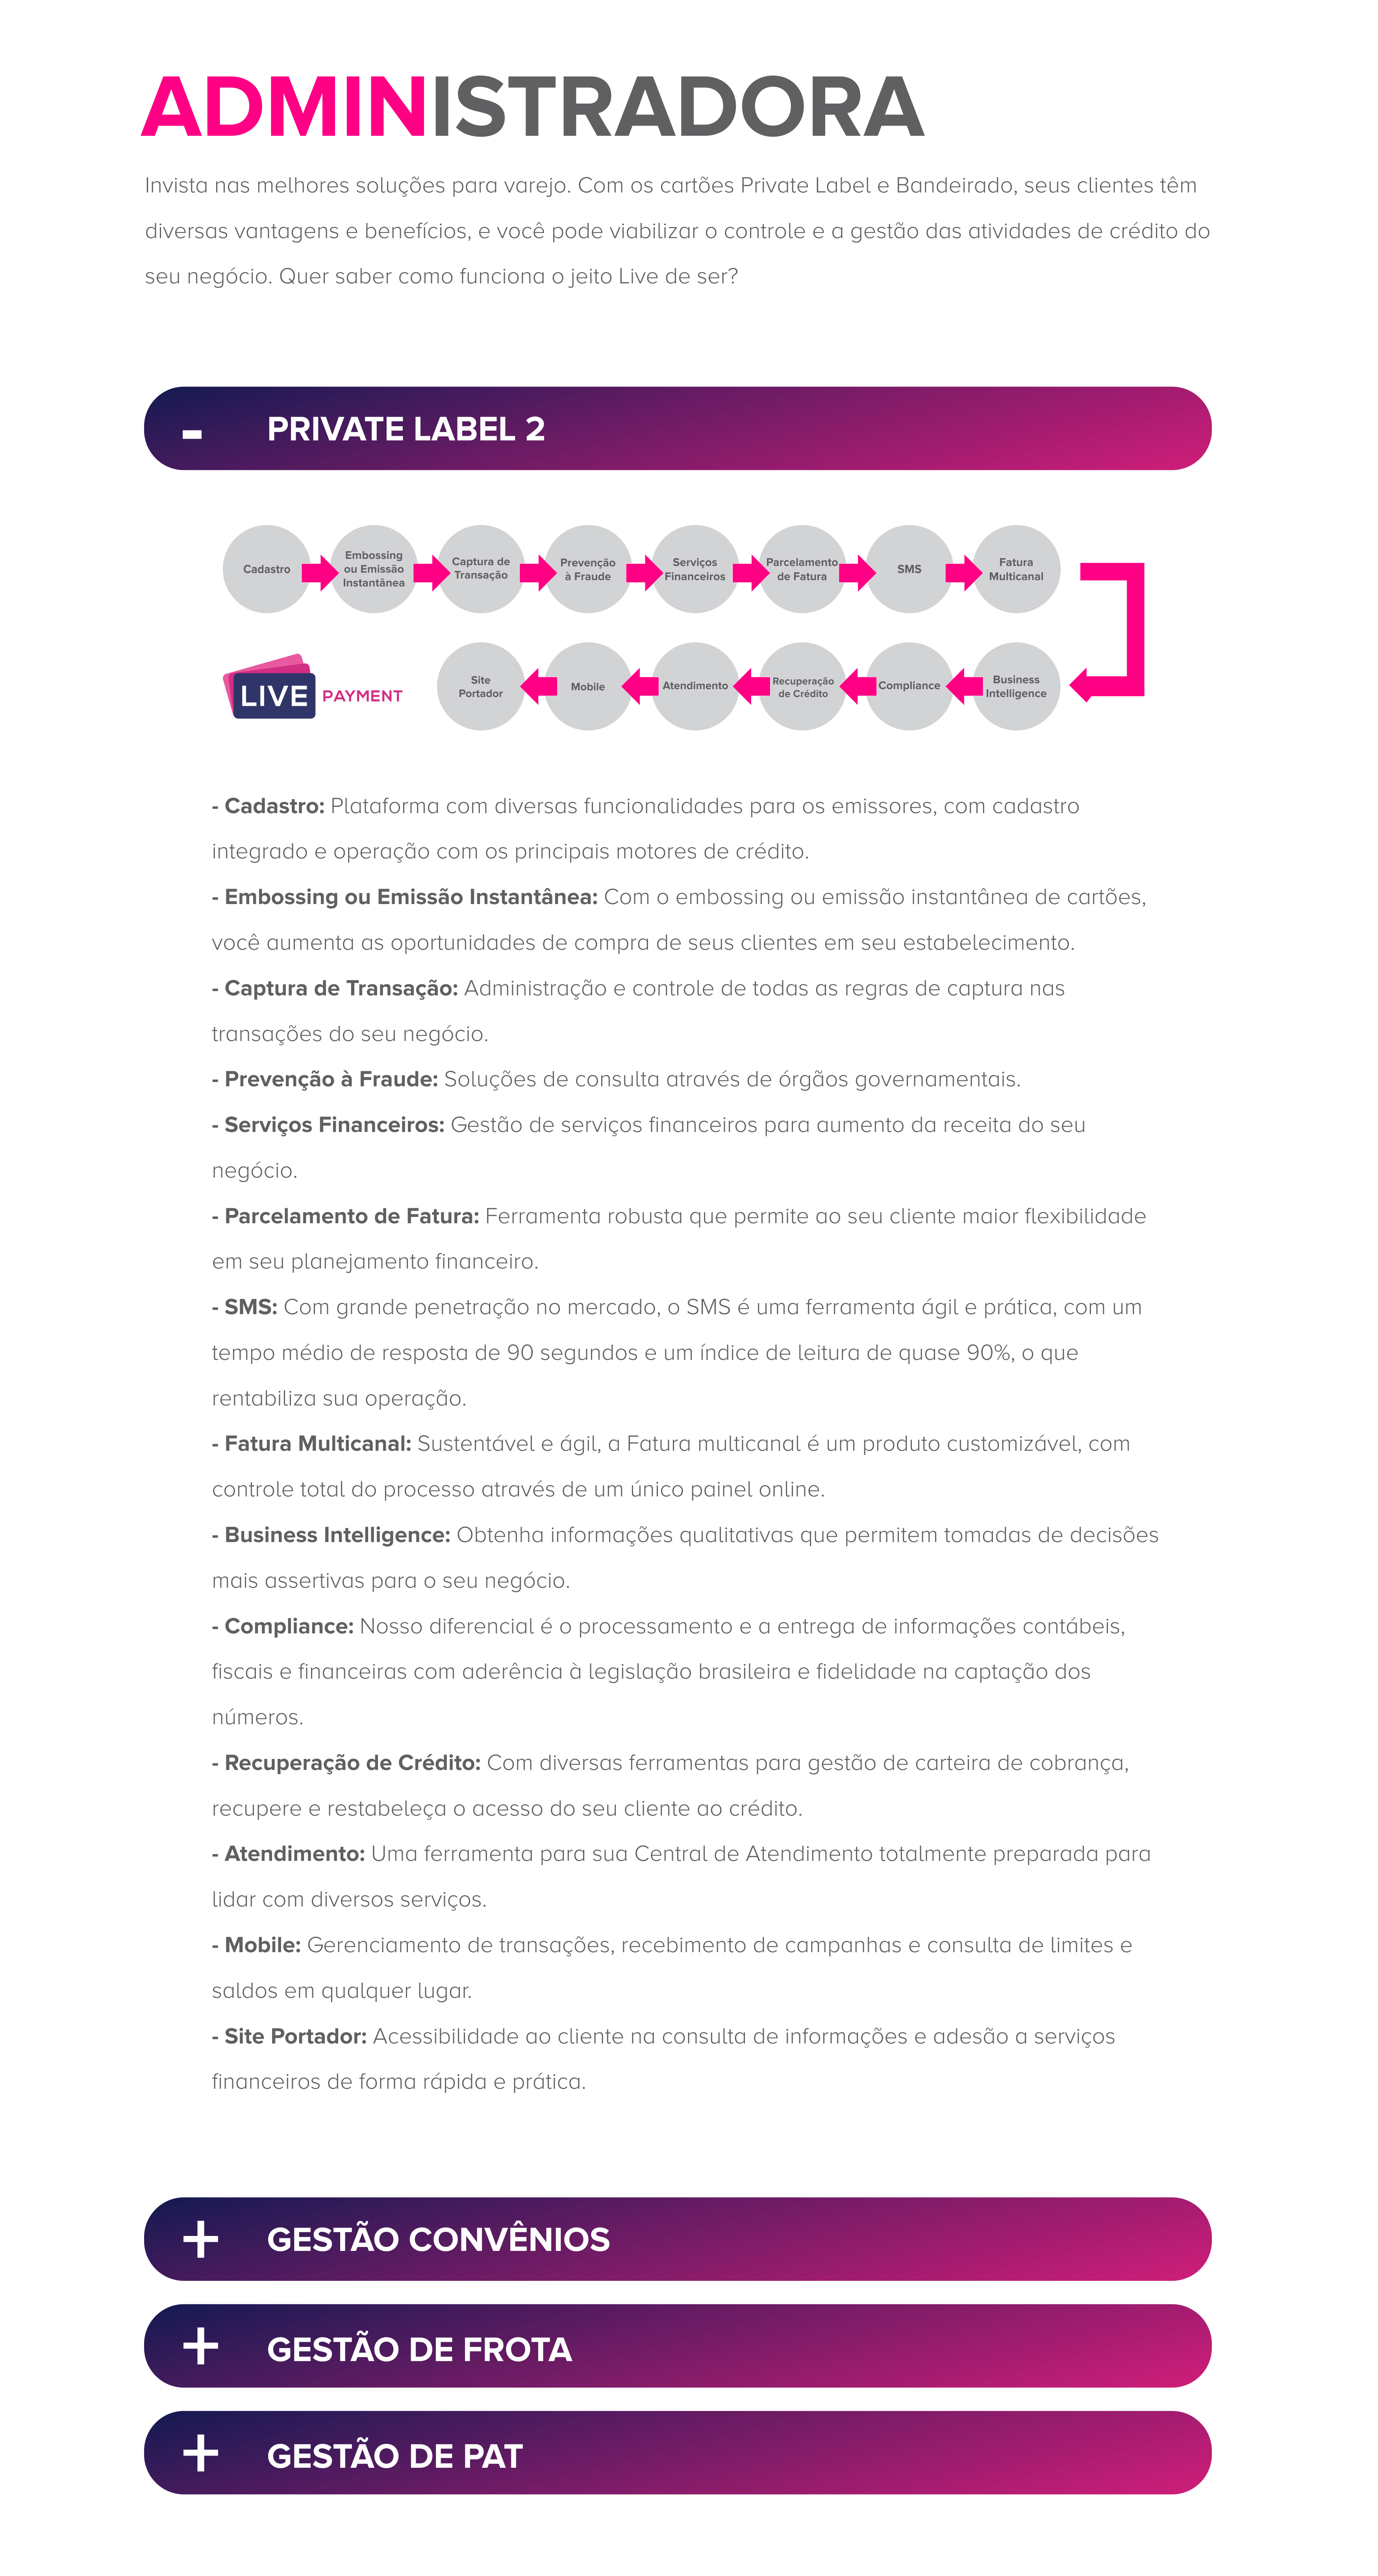 ADMINISTRADORA
Invista nas melhores soluções para varejo. Com os cartões Private Label e Bandeirado, seus clientes têm
diversas vantagens e benefícios, e você pode viabilizar o controle e a gestão das atividades de crédito do
seu negócio. Quer saber como funciona o jeito Live de ser?
- PRIVATE LABEL 2
Cadastro
Embossing
ou Emissão
Instantânea
Captura de
Transação
Prevenção
à Fraude
Serviços
Financeiros
Parcelamento
de Fatura
SMS
Fatura
Multicanal
LIVE PAYMENT
Site
Portador
Mobile
Atendimento
Recuperação
de Crédito
Compliance
Business
Intelligence
- Cadastro: Plataforma com diversas funcionalidades para os emissores, com cadastro
integrado e operação com os principais motores de crédito.
- Embossing ou Emissão Instantânea: Com o embossing ou emissão instantânea de cartões,
você aumenta as oportunidades de compra de seus clientes em seu estabelecimento.
- Captura de Transação: Administração e controle de todas as regras de captura nas
transações do seu negócio.
- Prevenção à Fraude: Soluções de consulta através de órgãos governamentais.
- Serviços Financeiros: Gestão de serviços financeiros para aumento da receita do seu
negócio.
- Parcelamento de Fatura: Ferramenta robusta que permite ao seu cliente maior flexibilidade
em seu planejamento financeiro.
- SMS: Com grande penetração no mercado, o SMS é uma ferramenta ágil e prática, com um
tempo médio de resposta de 90 segundos e um índice de leitura de quase 90%, o que
rentabiliza sua operação.
- Fatura Multicanal: Sustentável e ágil, a Fatura multicanal é um produto customizável, com
controle total do processo através de um único painel online.
- Business Intelligence: Obtenha informações qualitativas que permitem tomadas de decisões
mais assertivas para o seu negócio.
- Compliance: Nosso diferencial é o processamento e a entrega de informações contábeis,
fiscais e financeiras com aderência à legislação brasileira e fidelidade na captação dos
números.
- Recuperação de Crédito: Com diversas ferramentas para gestão de carteira de cobrança,
recupere e restabeleça o acesso do seu cliente ao crédito.
- Atendimento: Uma ferramenta para sua Central de Atendimento totalmente preparada para
lidar com diversos serviços.
- Mobile: Gerenciamento de transações, recebimento de campanhas e consulta de limites e
saldos em qualquer lugar.
- Site Portador: Acessibilidade ao cliente na consulta de informações e adesão a serviços
financeiros de forma rápida e prática.
+ GESTÃO CONVÊNIOS
+ GESTÃO DE FROTA
+ GESTÃO DE PAT